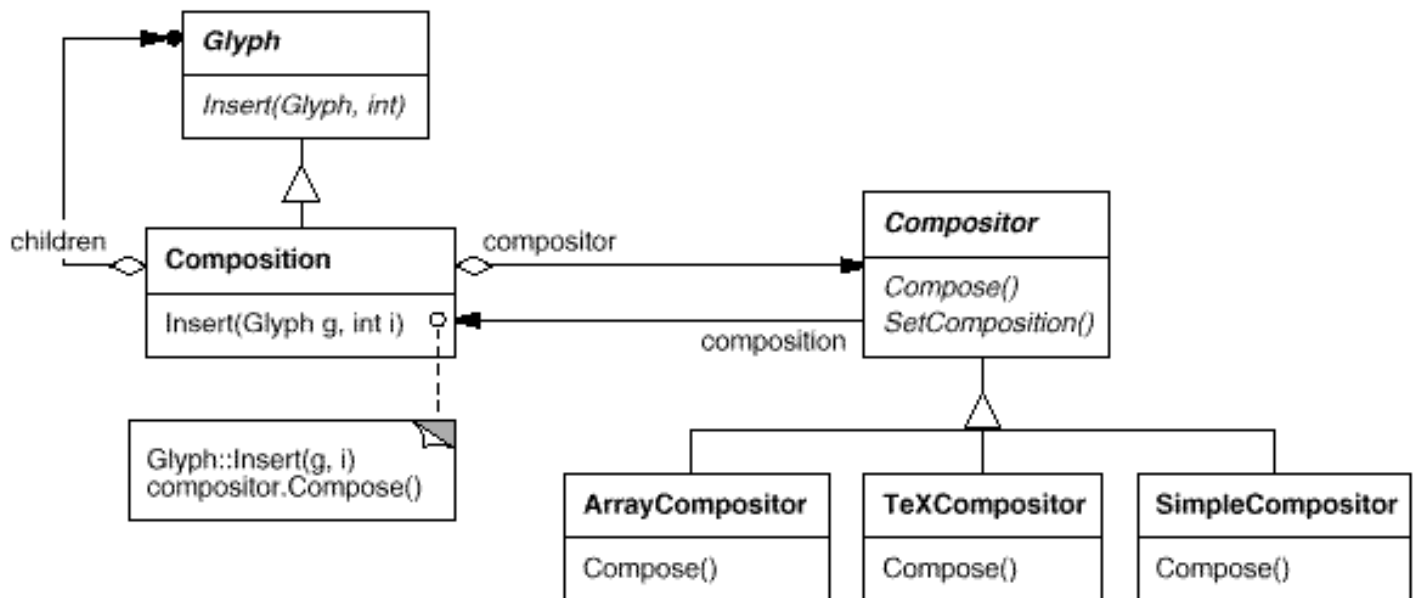 Glyph
Insert(Glyph, int)
children
Composition
Insert(Glyph g, int i)
compositor
composition
Compositor
Compose()
SetComposition()
Glyph::Insert(g, i)
compositor.Compose()
ArrayCompositor
Compose()
TeXCompositor
Compose()
SimpleCompositor
Compose()